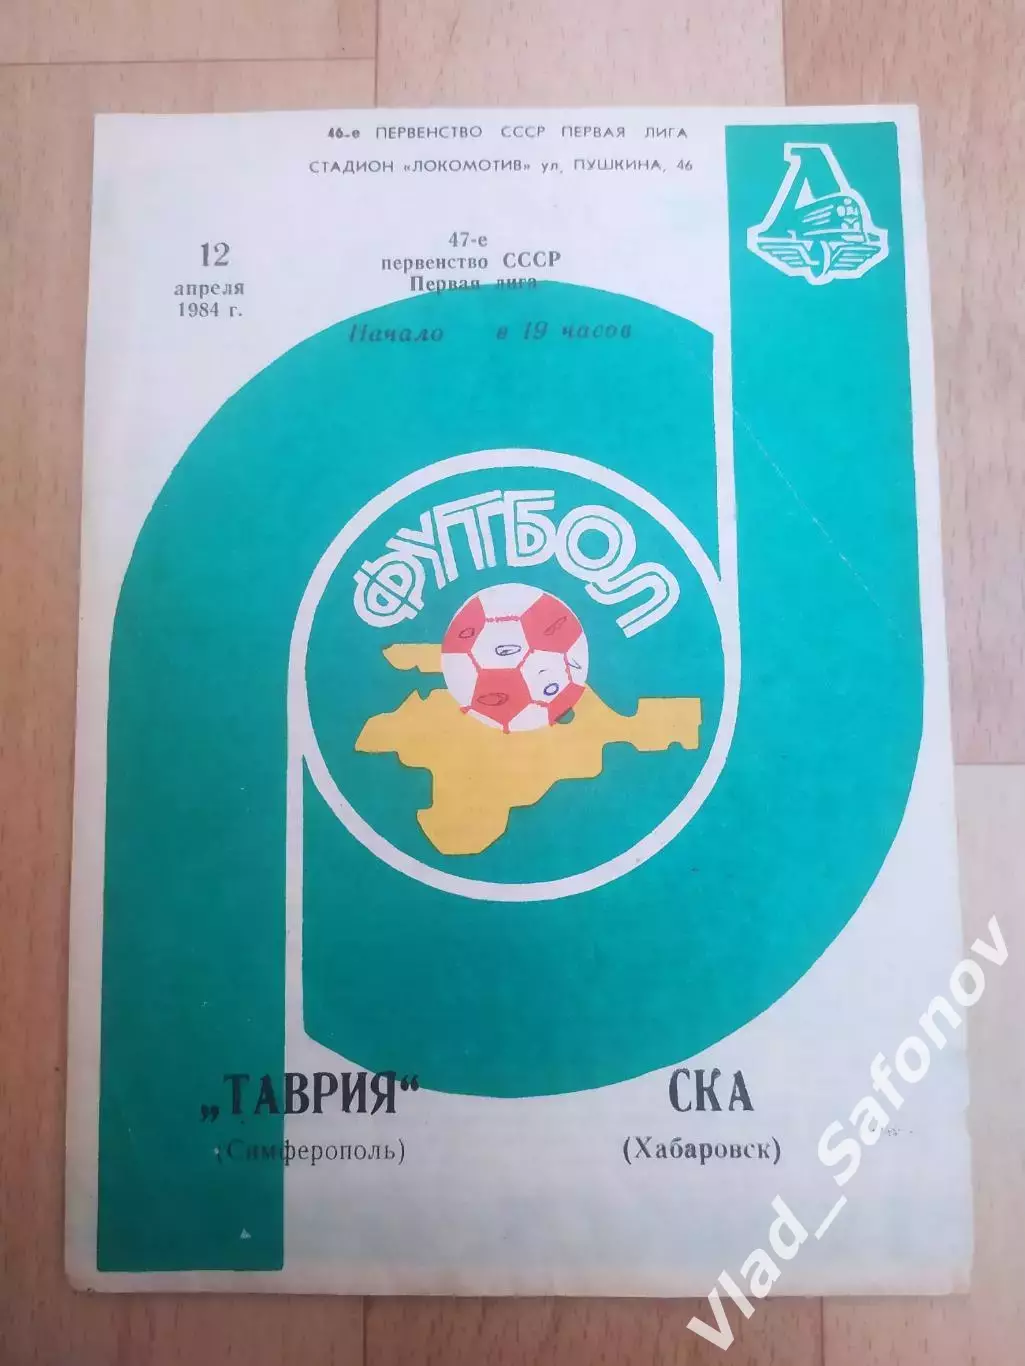 46-е ПЕРВЕНСТВО СССР ПЕРВАЯ ЛИГА
СТАДИОН «ЛОКОМОТИВ» ул. ПУШКИНА, 46
12
апреля
1984 г.
47-е
первенство СССР
Первая лига
Начало в 19 часов
ФУТБОЛ
„ТАВРИЯ“
(Симферополь)
СКА
(Хабаровск)
Vlad_Safonov